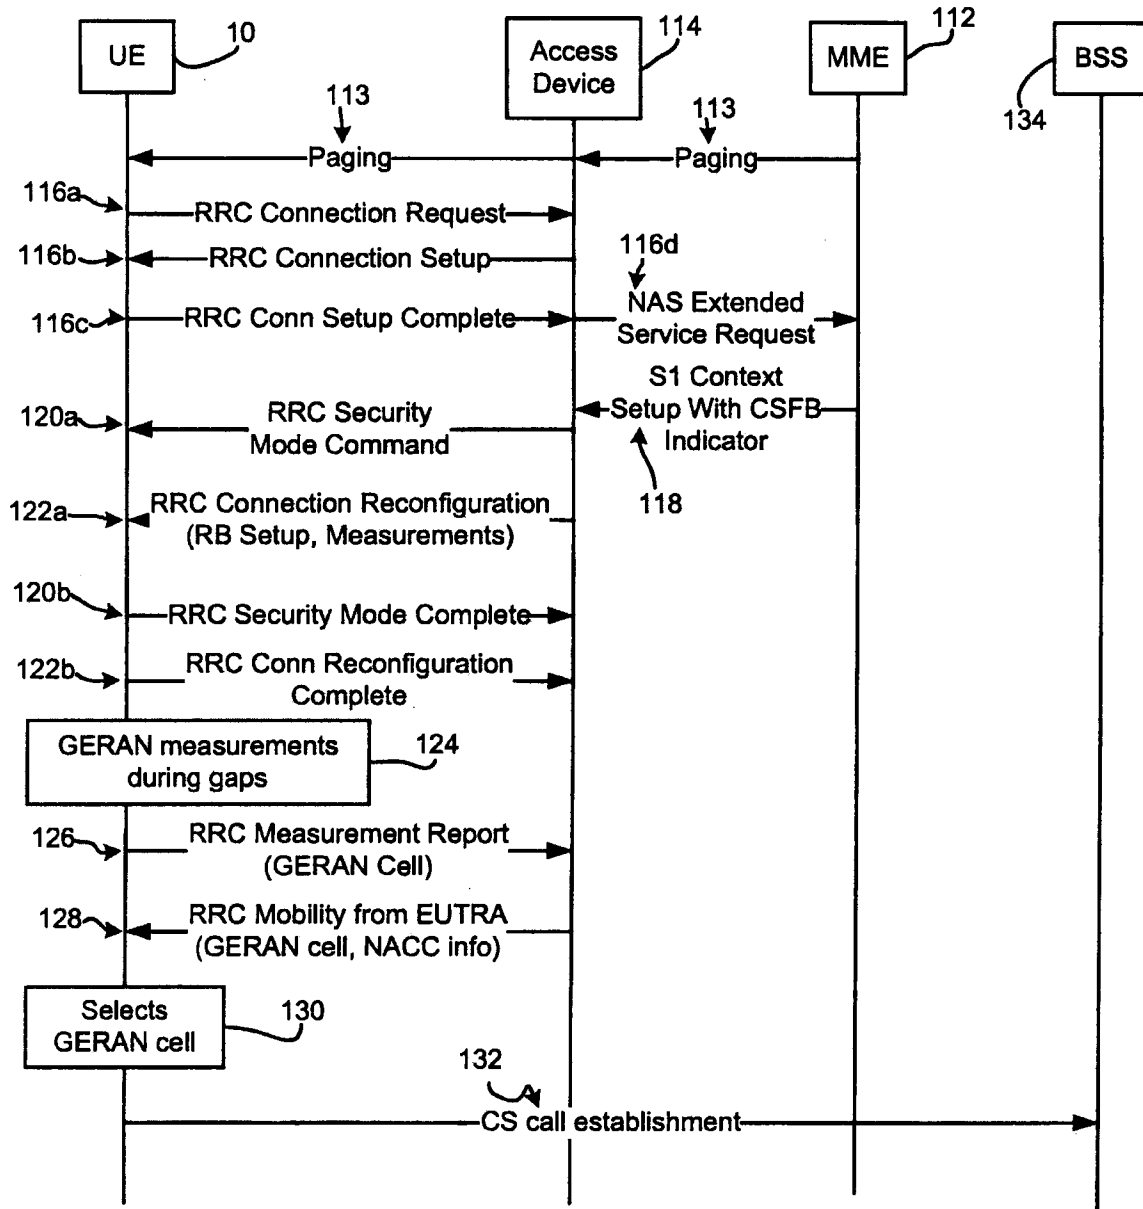 UE
10
Access
Device
114
MME
112
BSS
134
113
113
Paging
Paging
116a
RRC Connection Request
116b
RRC Connection Setup
116d
116c
RRC Conn Setup Complete
NAS Extended
Service Request
S1 Context
Setup With CSFB
Indicator
120a
RRC Security
Mode Command
118
122a
RRC Connection Reconfiguration
(RB Setup, Measurements)
120b
RRC Security Mode Complete
122b
RRC Conn Reconfiguration
Complete
GERAN measurements
during gaps
124
126
RRC Measurement Report
(GERAN Cell)
128
RRC Mobility from EUTRA
(GERAN cell, NACC info)
Selects
GERAN cell
130
132
CS call establishment